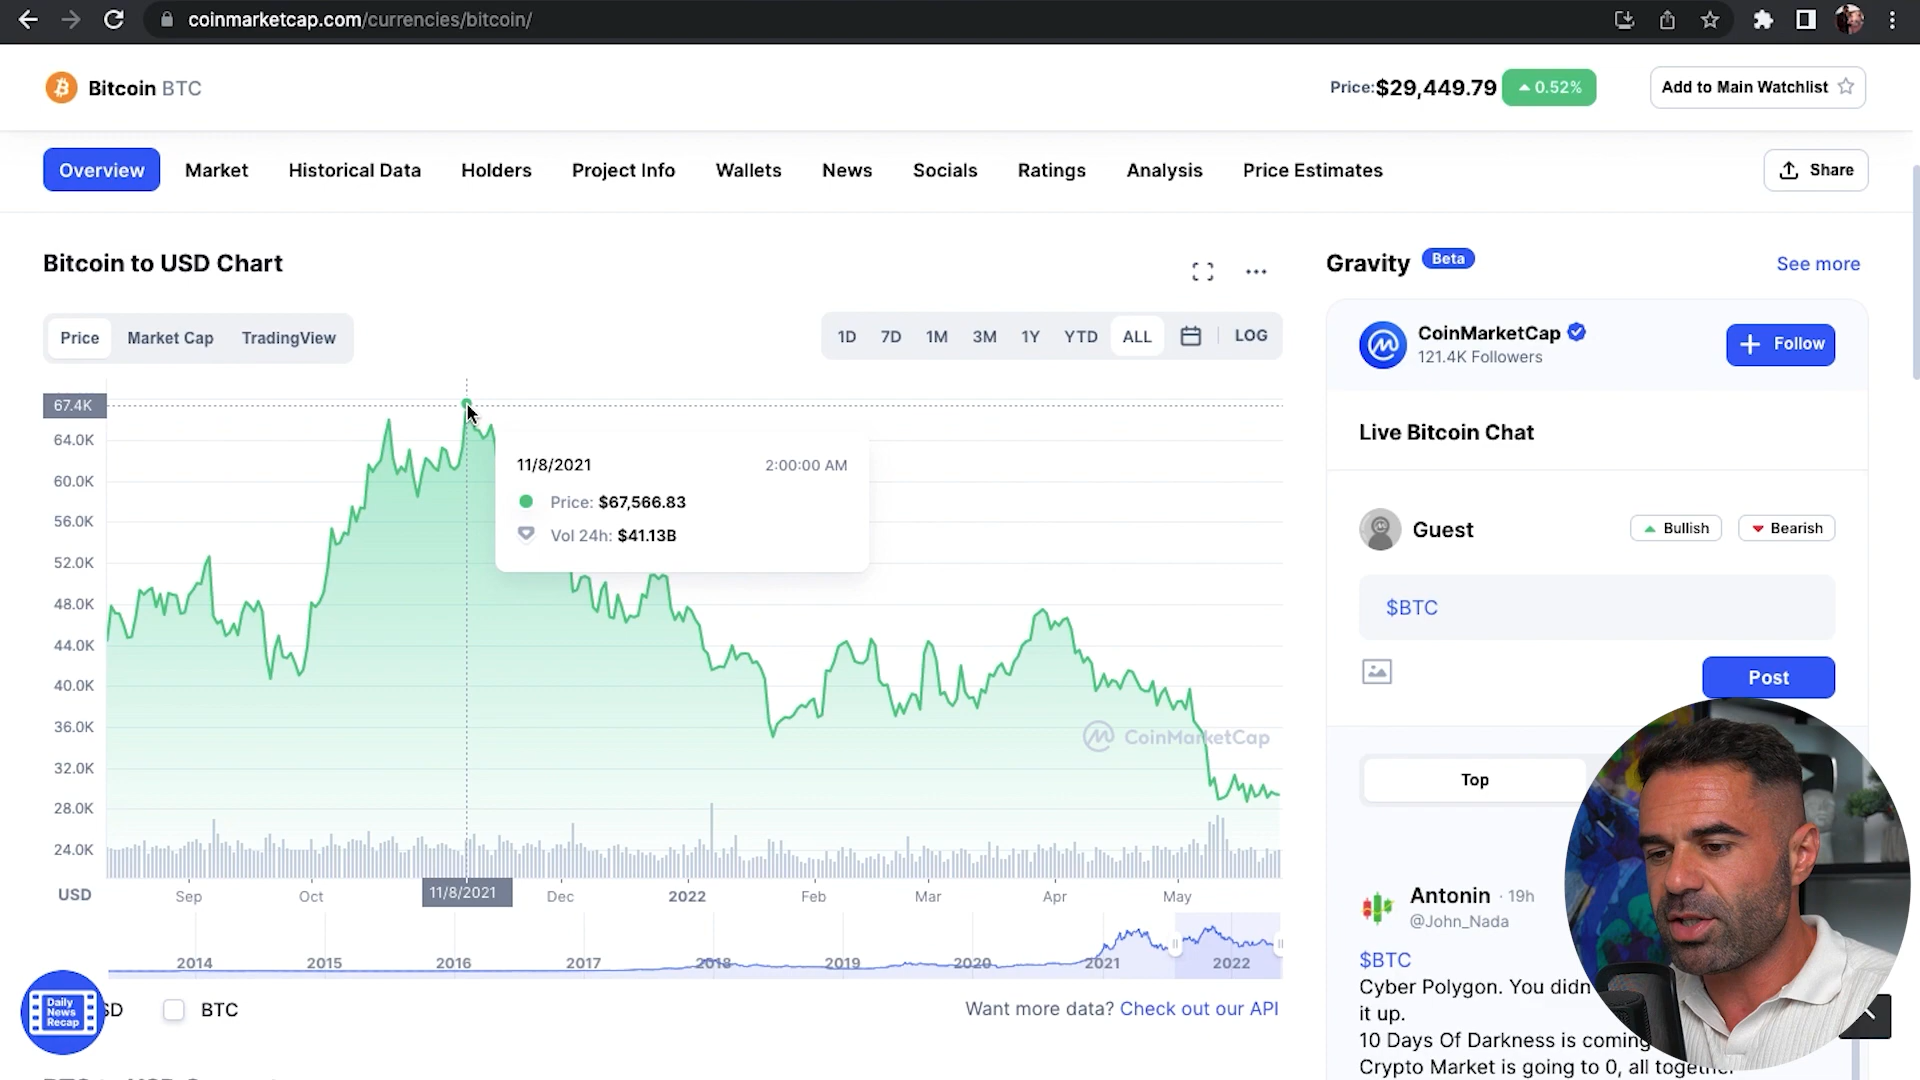 coinmarketcap.com/currencies/bitcoin/
Bitcoin BTC
Price:$29,449.79
0.52%
Add to Main Watchlist
Overview
Market
Historical Data
Holders
Project Info
Wallets
News
Socials
Ratings
Analysis
Price Estimates
Share
Bitcoin to USD Chart
Price
Market Cap
TradingView
1D
7D
1M
3M
1Y
YTD
ALL
LOG
67.4K
64.0K
60.0K
56.0K
52.0K
48.0K
44.0K
40.0K
36.0K
32.0K
28.0K
24.0K
USD
11/8/2021
2:00:00 AM
Price: $67,566.83
Vol 24h: $41.13B
CoinMarketCap
Sep
Oct
11/8/2021
Dec
2022
Feb
Mar
Apr
May
2014
2015
2016
2017
2018
2019
2020
2021
2022
Daily
News
Recap
SD
BTC
Want more data? Check out our API
Gravity
Beta
See more
CoinMarketCap
121.4K Followers
Follow
Live Bitcoin Chat
Guest
Bullish
Bearish
$BTC
Post
Top
Antonin · 19h
@John_Nada
$BTC
Cyber Polygon. You didn
it up.
10 Days Of Darkness is coming
Crypto Market is going to 0, all together